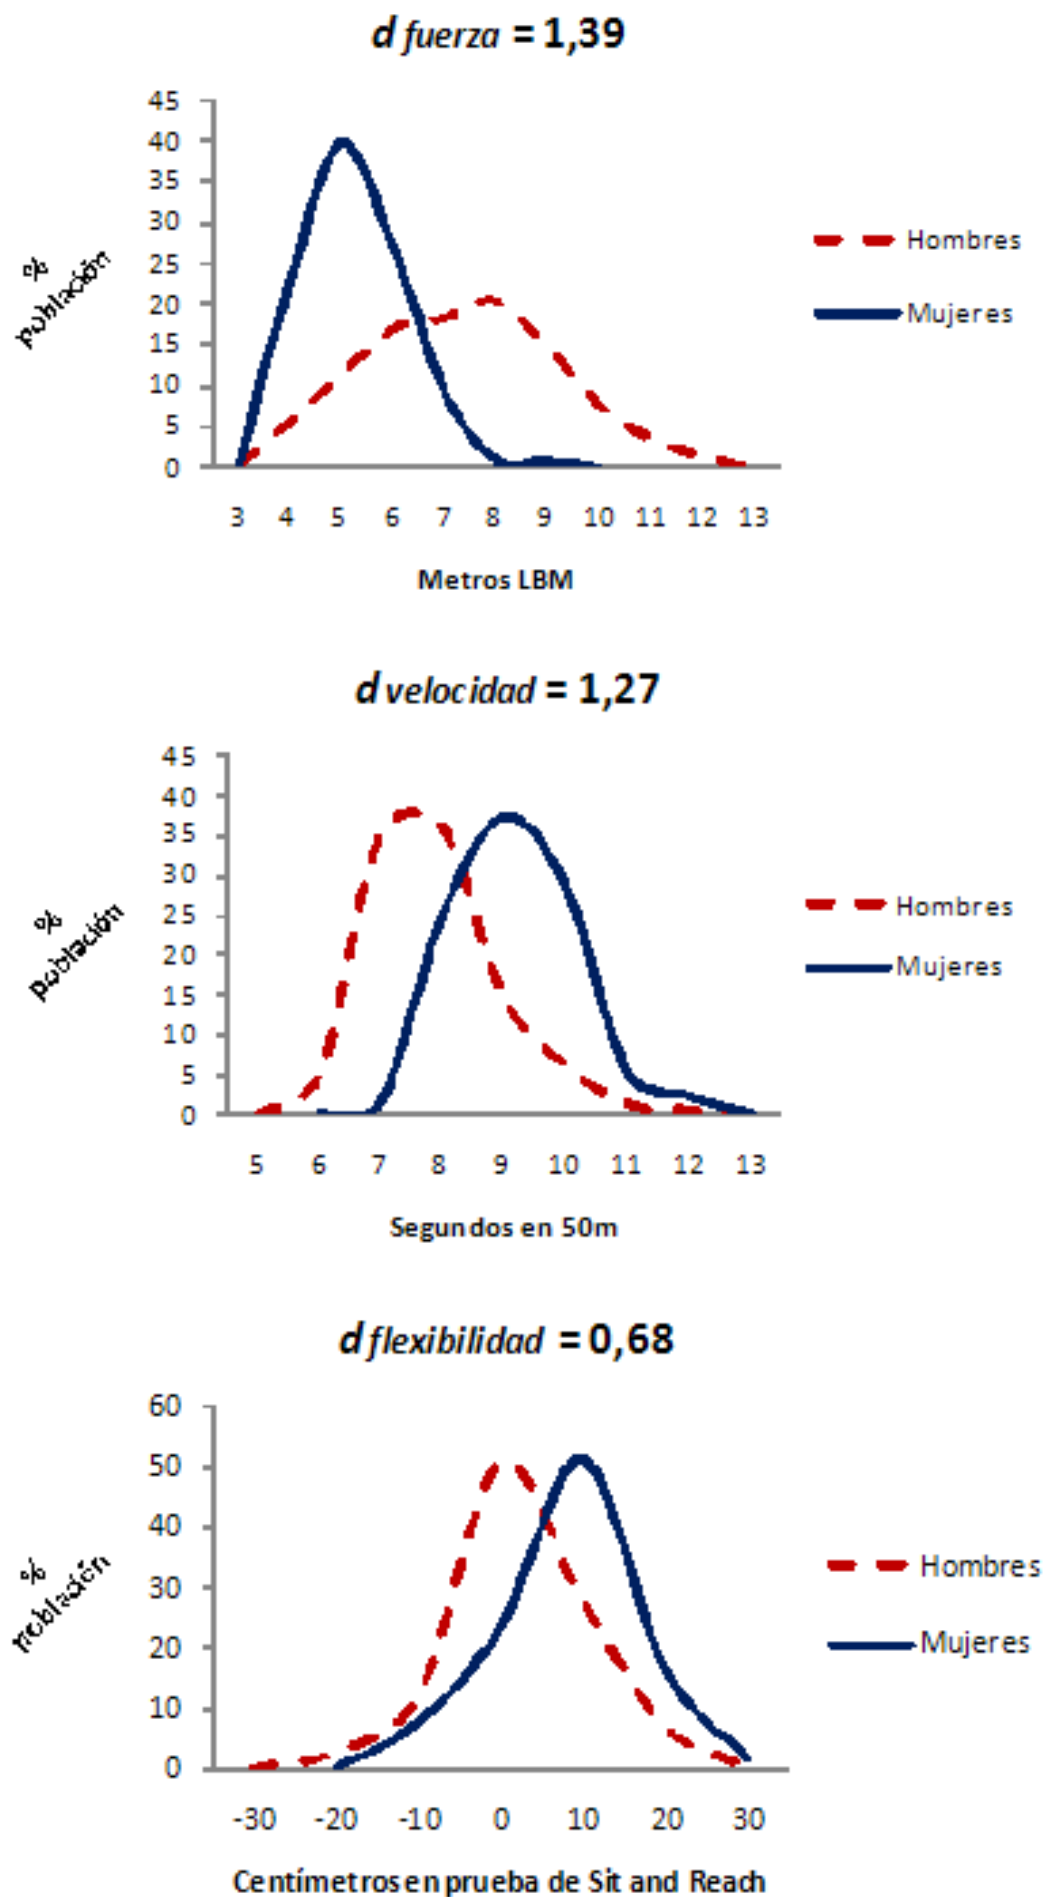 d fuerza = 1,39
45
40
35
30
25
20
15
10
5
0
%
población
Hombres
Mujeres
3 4 5 6 7 8 9 10 11 12 13
Metros LBM
d velocidad = 1,27
45
40
35
30
25
20
15
10
5
0
%
población
Hombres
Mujeres
5 6 7 8 9 10 11 12 13
Segundos en 50m
d flexibilidad = 0,68
60
50
40
30
20
10
0
%
población
Hombres
Mujeres
-30 -20 -10 0 10 20 30
Centímetros en prueba de Sit and Reach